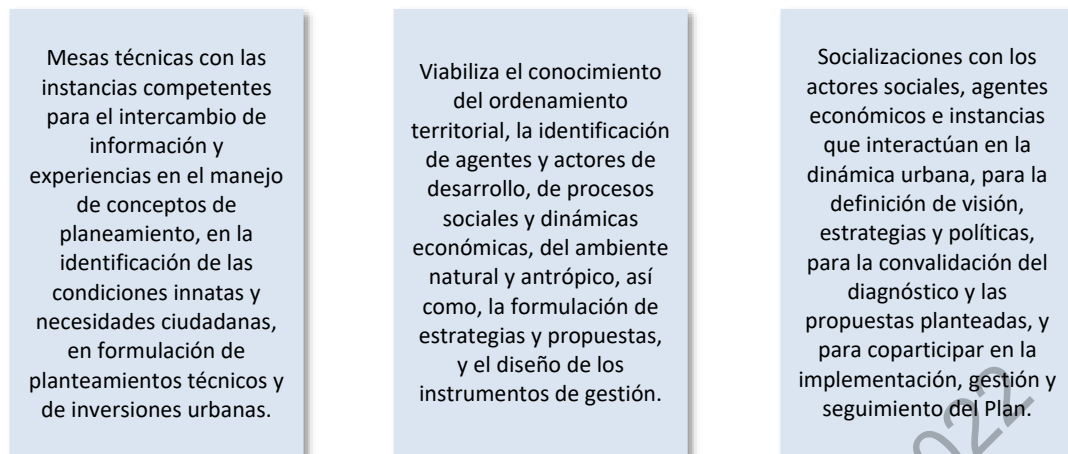 Mesas técnicas con las
instancias competentes
para el intercambio de
información y
experiencias en el manejo
de conceptos de
planeamiento, en la
identificación de las
condiciones innatas y
necesidades ciudadanas,
en formulación de
planteamientos técnicos y
de inversiones urbanas.
Viabiliza el conocimiento
del ordenamiento
territorial, la identificación
de agentes y actores de
desarrollo, de procesos
sociales y dinámicas
económicas, del ambiente
natural y antrópico, así
como, la formulación de
estrategias y propuestas,
y el diseño de los
instrumentos de gestión.
Socializaciones con los
actores sociales, agentes
económicos e instancias
que interactúan en la
dinámica urbana, para la
definición de visión,
estrategias y políticas,
para la convalidación del
diagnóstico y las
propuestas planteadas, y
para coparticipar en la
implementación, gestión y
seguimiento del Plan.